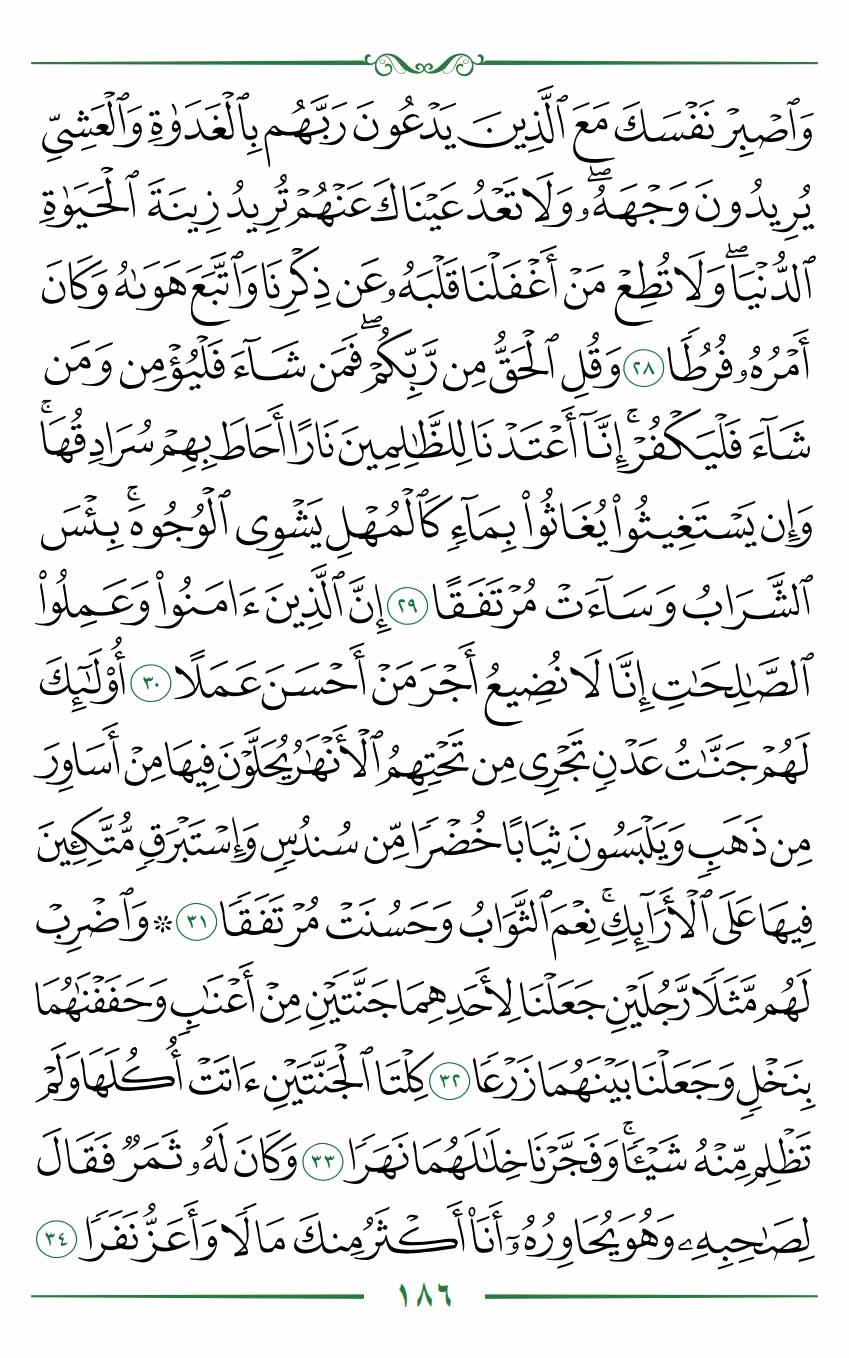 وَٱصۡبِرۡ نَفۡسَكَ مَعَ ٱلَّذِينَ يَدۡعُونَ رَبَّهُم بِٱلۡغَدَوٰةِ وَٱلۡعَشِيِّ
يُرِيدُونَ وَجۡهَهُۥۖ وَلَا تَعۡدُ عَيۡنَاكَ عَنۡهُمۡ تُرِيدُ زِينَةَ ٱلۡحَيَوٰةِ
ٱلدُّنۡيَاۖ وَلَا تُطِعۡ مَنۡ أَغۡفَلۡنَا قَلۡبَهُۥ عَن ذِكۡرِنَا وَٱتَّبَعَ هَوَىٰهُ وَكَانَ
أَمۡرُهُۥ فُرُطٗا ٢٨ وَقُلِ ٱلۡحَقُّ مِن رَّبِّكُمۡۖ فَمَن شَآءَ فَلۡيُؤۡمِن وَمَن
شَآءَ فَلۡيَكۡفُرۡۚ إِنَّآ أَعۡتَدۡنَا لِلظَّٰلِمِينَ نَارًا أَحَاطَ بِهِمۡ سُرَادِقُهَاۚ
وَإِن يَسۡتَغِيثُواْ يُغَاثُواْ بِمَآءٖ كَٱلۡمُهۡلِ يَشۡوِي ٱلۡوُجُوهَۚ بِئۡسَ
ٱلشَّرَابُ وَسَآءَتۡ مُرۡتَفَقًا ٢٩ إِنَّ ٱلَّذِينَ ءَامَنُواْ وَعَمِلُواْ
ٱلصَّٰلِحَٰتِ إِنَّا لَا نُضِيعُ أَجۡرَ مَنۡ أَحۡسَنَ عَمَلًا ٣٠ أُوْلَٰٓئِكَ
لَهُمۡ جَنَّٰتُ عَدۡنٖ تَجۡرِي مِن تَحۡتِهِمُ ٱلۡأَنۡهَٰرُ يُحَلَّوۡنَ فِيهَا مِنۡ أَسَاوِرَ
مِن ذَهَبٖ وَيَلۡبَسُونَ ثِيَابًا خُضۡرٗا مِّن سُندُسٖ وَإِسۡتَبۡرَقٖ مُّتَّكِـِٔينَ
فِيهَا عَلَى ٱلۡأَرَآئِكِۚ نِعۡمَ ٱلثَّوَابُ وَحَسُنَتۡ مُرۡتَفَقٗا ٣١ ۞ وَٱضۡرِبۡ
لَهُم مَّثَلٗا رَّجُلَيۡنِ جَعَلۡنَا لِأَحَدِهِمَا جَنَّتَيۡنِ مِنۡ أَعۡنَٰبٖ وَحَفَفۡنَٰهُمَا
بِنَخۡلٖ وَجَعَلۡنَا بَيۡنَهُمَا زَرۡعٗا ٣٢ كِلۡتَا ٱلۡجَنَّتَيۡنِ ءَاتَتۡ أُكُلَهَا وَلَمۡ
تَظۡلِم مِّنۡهُ شَيۡـٔٗاۚ وَفَجَّرۡنَا خِلَٰلَهُمَا نَهَرٗا ٣٣ وَكَانَ لَهُۥ ثَمَرٞ فَقَالَ
لِصَٰحِبِهِۦ وَهُوَ يُحَاوِرُهُۥٓ أَنَا۠ أَكۡثَرُ مِنكَ مَالٗا وَأَعَزُّ نَفَرٗا ٣٤
١٨٦